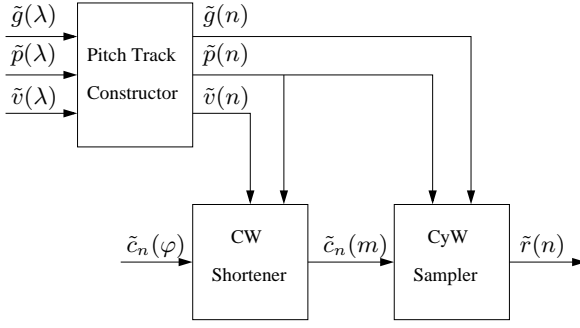 g̃(λ) g̃(n)
p̃(λ) Pitch Track p̃(n)
Constructor
ṽ(λ) ṽ(n)
CW CyW
c̃ₙ(φ) c̃ₙ(m) r̃(n)
Shortener Sampler